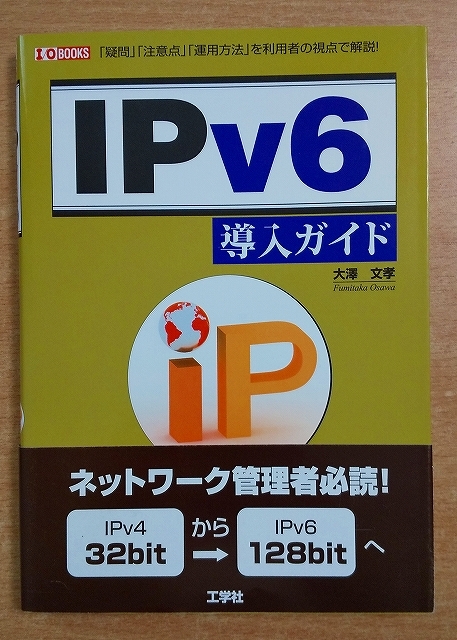 I/O BOOKS
「疑問」「注意点」「運用方法」を利用者の視点で解説!
IPv6
導入ガイド
大澤 文孝
Fumitaka Osawa
iP
ネットワーク管理者必読!
IPv4
32bit
から
→
IPv6
128bit
へ
工学社